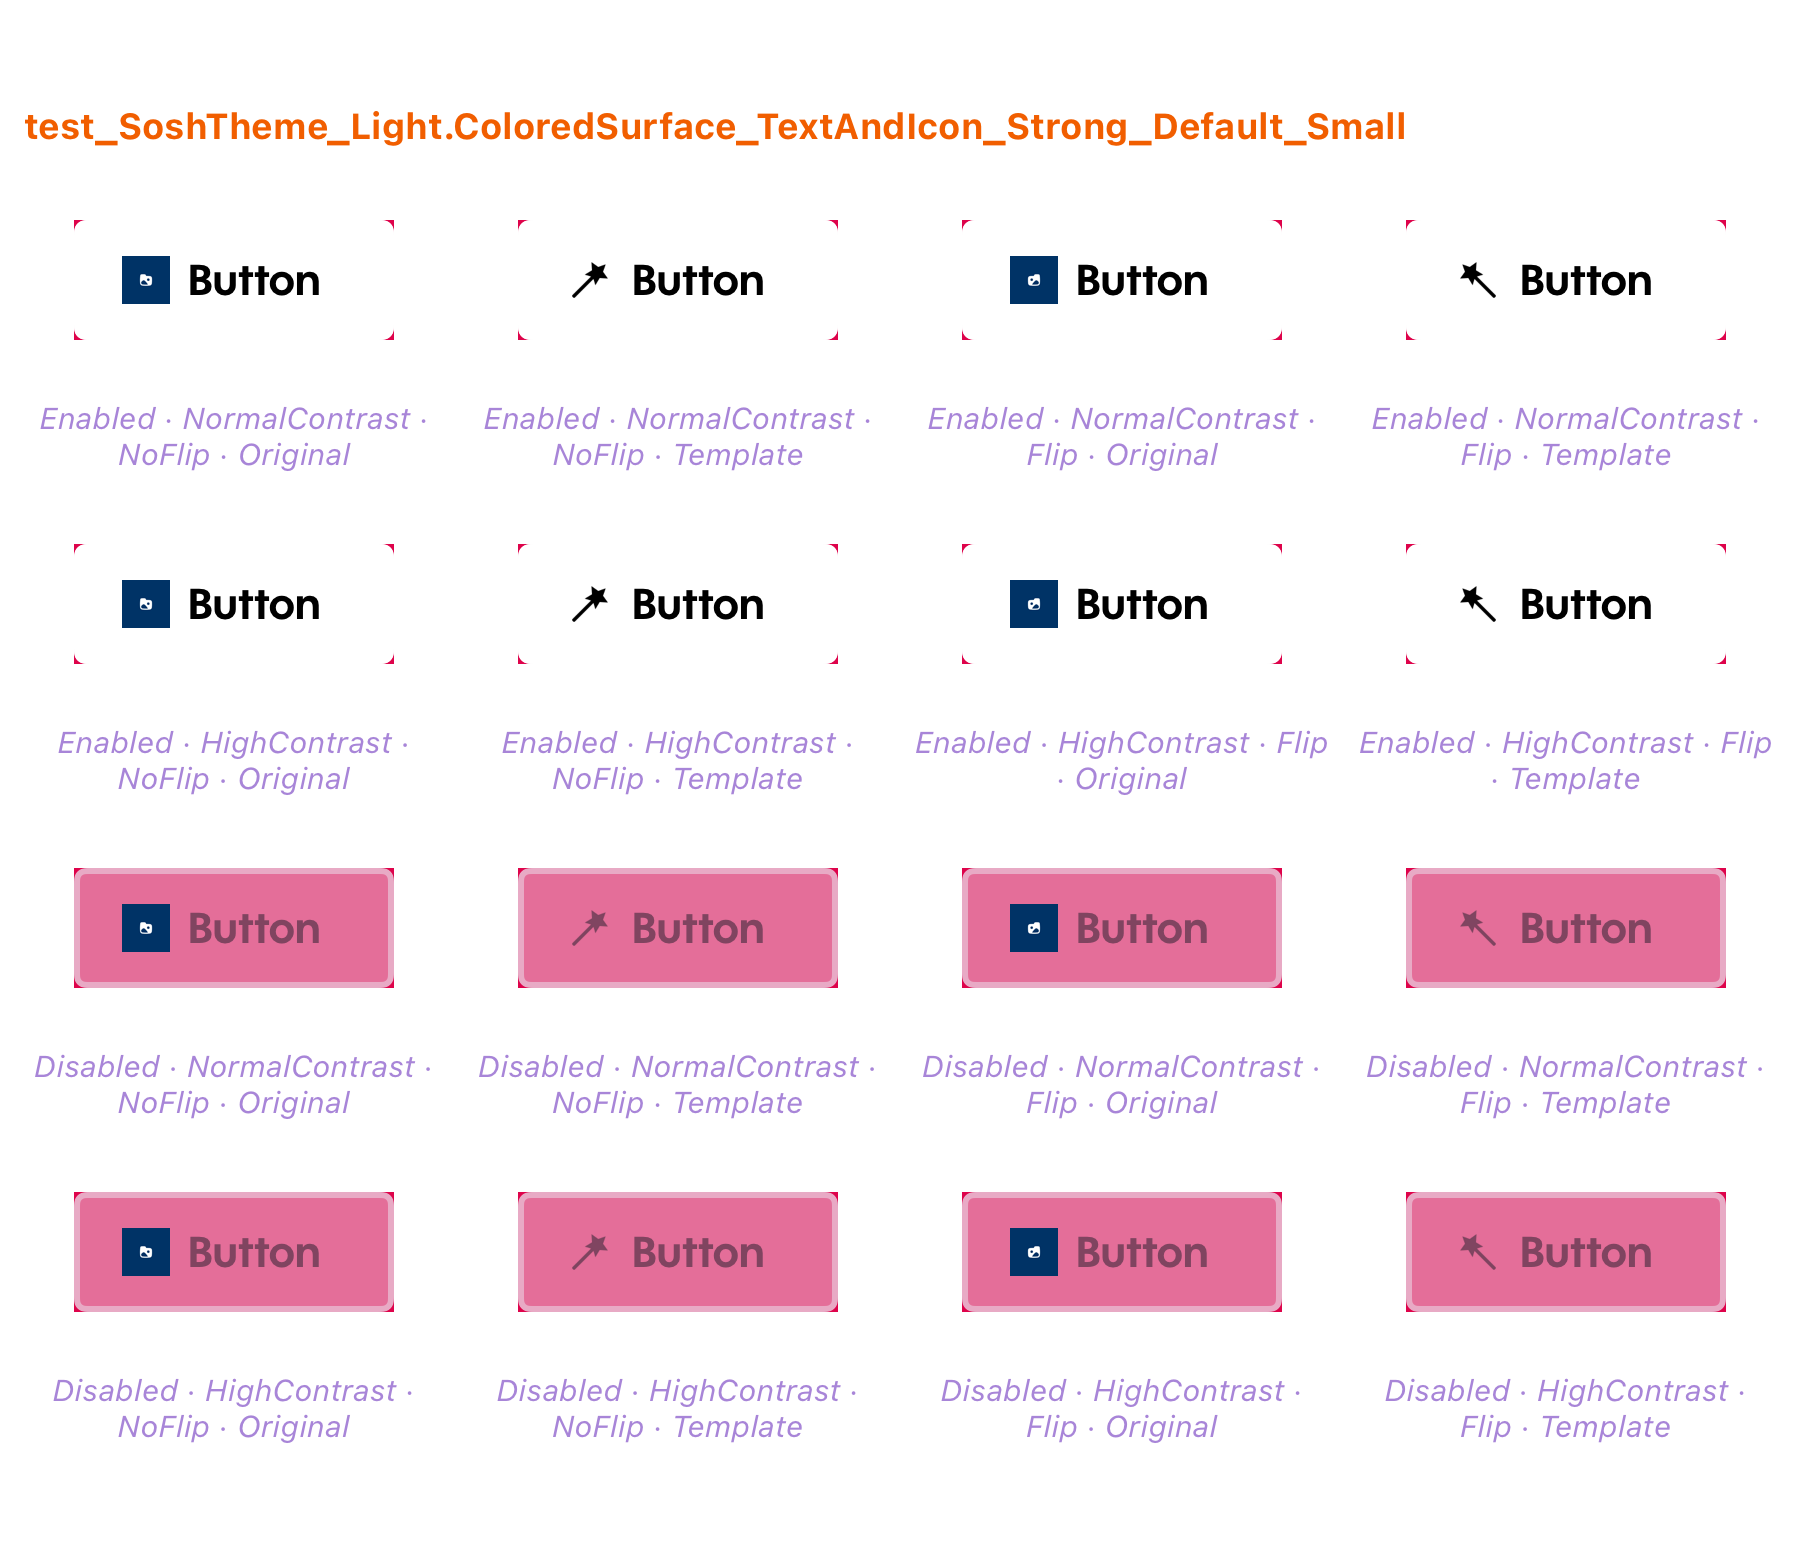 test_SoshTheme_Light.ColoredSurface_TextAndIcon_Strong_Default_Small
Button Button Button Button
Enabled · NormalContrast · Enabled · NormalContrast · Enabled · NormalContrast · Enabled · NormalContrast ·
NoFlip · Original NoFlip · Template Flip · Original Flip · Template
Button Button Button Button
Enabled · HighContrast · Enabled · HighContrast · Enabled · HighContrast · Flip Enabled · HighContrast · Flip
NoFlip · Original NoFlip · Template · Original · Template
Button Button Button Button
Disabled · NormalContrast · Disabled · NormalContrast · Disabled · NormalContrast · Disabled · NormalContrast ·
NoFlip · Original NoFlip · Template Flip · Original Flip · Template
Button Button Button Button
Disabled · HighContrast · Disabled · HighContrast · Disabled · HighContrast · Disabled · HighContrast ·
NoFlip · Original NoFlip · Template Flip · Original Flip · Template